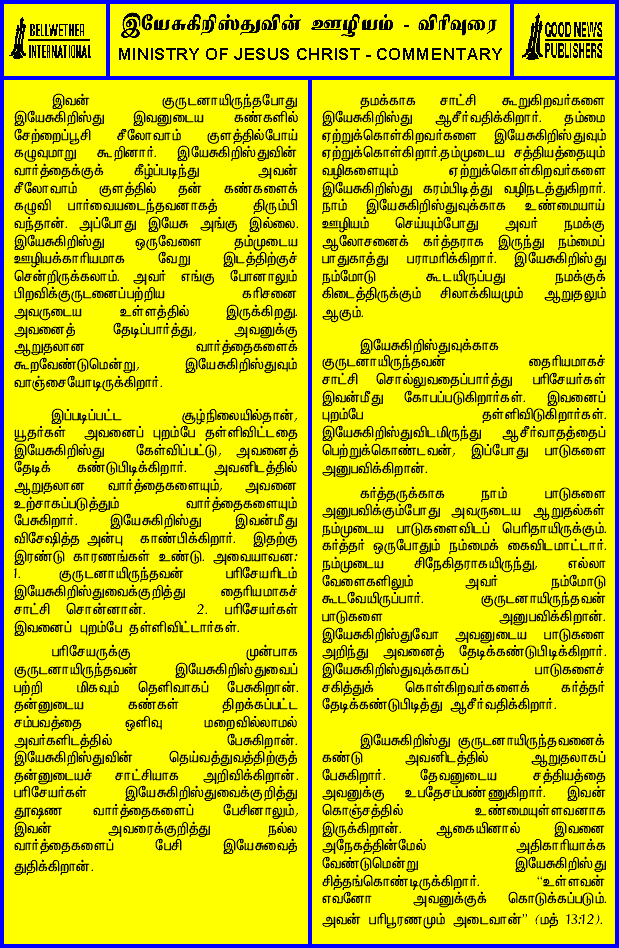 BELLWETHER
INTERNATIONAL
இயேசுகிறிஸ்துவின் ஊழியம் - விரிவுரை
MINISTRY OF JESUS CHRIST - COMMENTARY
GOOD NEWS
PUBLISHERS
இவன் குருடனாயிருந்தபோது
இயேசுகிறிஸ்து இவனுடைய கண்களில்
சேற்றைப்பூசி சீலோவாம் குளத்தில்போய்
கழுவுமாறு கூறினார். இயேசுகிறிஸ்துவின்
வார்த்தைக்குக் கீழ்ப்படிந்து அவன்
சீலோவாம் குளத்தில் தன் கண்களைக்
கழுவி பார்வையடைந்தவனாகத் திரும்பி
வந்தான். அப்போது இயேசு அங்கு இல்லை.
இயேசுகிறிஸ்து ஒருவேளை தம்முடைய
ஊழியக்காரியமாக வேறு இடத்திற்குச்
சென்றிருக்கலாம். அவர் எங்கு போனாலும்
பிறவிக்குருடனைப்பற்றிய கரிசனை
அவருடைய உள்ளத்தில் இருக்கிறது.
அவனைத் தேடிப்பார்த்து, அவனுக்கு
ஆறுதலான வார்த்தைகளைக்
கூறவேண்டுமென்று, இயேசுகிறிஸ்துவும்
வாஞ்சையோடிருக்கிறார்.
இப்படிப்பட்ட சூழ்நிலையில்தான்,
யூதர்கள் அவனைப் புறம்பே தள்ளிவிட்டதை
இயேசுகிறிஸ்து கேள்விப்பட்டு, அவனைத்
தேடிக் கண்டுபிடிக்கிறார். அவனிடத்தில்
ஆறுதலான வார்த்தைகளையும், அவனை
உற்சாகப்படுத்தும் வார்த்தைகளையும்
பேசுகிறார். இயேசுகிறிஸ்து இவன்மீது
விசேஷித்த அன்பு காண்பிக்கிறார். இதற்கு
இரண்டு காரணங்கள் உண்டு. அவையாவன:
1. குருடனாயிருந்தவன் பரிசேயரிடம்
இயேசுகிறிஸ்துவைக்குறித்து தைரியமாகச்
சாட்சி சொன்னான். 2. பரிசேயர்கள்
இவனைப் புறம்பே தள்ளிவிட்டார்கள்.
பரிசேயருக்கு முன்பாக
குருடனாயிருந்தவன் இயேசுகிறிஸ்துவைப்
பற்றி மிகவும் தெளிவாகப் பேசுகிறான்.
தன்னுடைய கண்கள் திறக்கப்பட்ட
சம்பவத்தை ஒளிவு மறைவில்லாமல்
அவர்களிடத்தில் பேசுகிறான்.
இயேசுகிறிஸ்துவின் தெய்வத்துவத்திற்குத்
தன்னுடையச் சாட்சியாக அறிவிக்கிறான்.
பரிசேயர்கள் இயேசுகிறிஸ்துவைக்குறித்து
தூஷண வார்த்தைகளைப் பேசினாலும்,
இவன் அவரைக்குறித்து நல்ல
வார்த்தைகளைப் பேசி இயேசுவைத்
துதிக்கிறான்.
தமக்காக சாட்சி கூறுகிறவர்களை
இயேசுகிறிஸ்து ஆசீர்வதிக்கிறார். தம்மை
ஏற்றுக்கொள்கிறவர்களை இயேசுகிறிஸ்துவும்
ஏற்றுக்கொள்கிறார்.தம்முடைய சத்தியத்தையும்
வழிகளையும் ஏற்றுக்கொள்கிறவர்களை
இயேசுகிறிஸ்து கரம்பிடித்து வழிநடத்துகிறார்.
நாம் இயேசுகிறிஸ்துவுக்காக உண்மையாய்
ஊழியம் செய்யும்போது அவர் நமக்கு
ஆலோசனைக் கர்த்தராக இருந்து நம்மைப்
பாதுகாத்து பராமரிக்கிறார். இயேசுகிறிஸ்து
நம்மோடு கூடயிருப்பது நமக்குக்
கிடைத்திருக்கும் சிலாக்கியமும் ஆறுதலும்
ஆகும்.
இயேசுகிறிஸ்துவுக்காக
குருடனாயிருந்தவன் தைரியமாகச்
சாட்சி சொல்லுவதைப்பார்த்து பரிசேயர்கள்
இவன்மீது கோபப்படுகிறார்கள். இவனைப்
புறம்பே தள்ளிவிடுகிறார்கள்.
இயேசுகிறிஸ்துவிடமிருந்து ஆசீர்வாதத்தைப்
பெற்றுக்கொண்டவன், இப்போது பாடுகளை
அனுபவிக்கிறான்.
கர்த்தருக்காக நாம் பாடுகளை
அனுபவிக்கும்போது அவருடைய ஆறுதல்கள்
நம்முடைய பாடுகளைவிடப் பெரிதாயிருக்கும்.
கர்த்தர் ஒருபோதும் நம்மைக் கைவிடமாட்டார்.
நம்முடைய சிநேகிதராகயிருந்து, எல்லா
வேளைகளிலும் அவர் நம்மோடு
கூடவேயிருப்பார். குருடனாயிருந்தவன்
பாடுகளை அனுபவிக்கிறான்.
இயேசுகிறிஸ்துவோ அவனுடைய பாடுகளை
அறிந்து அவனைத் தேடிக்கண்டுபிடிக்கிறார்.
இயேசுகிறிஸ்துவுக்காகப் பாடுகளைச்
சகித்துக் கொள்கிறவர்களைக் கர்த்தர்
தேடிக்கண்டுபிடித்து ஆசீர்வதிக்கிறார்.
இயேசுகிறிஸ்து குருடனாயிருந்தவனைக்
கண்டு அவனிடத்தில் ஆறுதலாகப்
பேசுகிறார். தேவனுடைய சத்தியத்தை
அவனுக்கு உபதேசம்பண்ணுகிறார். இவன்
கொஞ்சத்தில் உண்மையுள்ளவனாக
இருக்கிறான். ஆகையினால் இவனை
அநேகத்தின்மேல் அதிகாரியாக்க
வேண்டுமென்று இயேசுகிறிஸ்து
சித்தங்கொண்டிருக்கிறார். "உள்ளவன்
எவனோ அவனுக்குக் கொடுக்கப்படும்.
அவன் பரிபூரணமும் அடைவான்" (மத் 13:12).